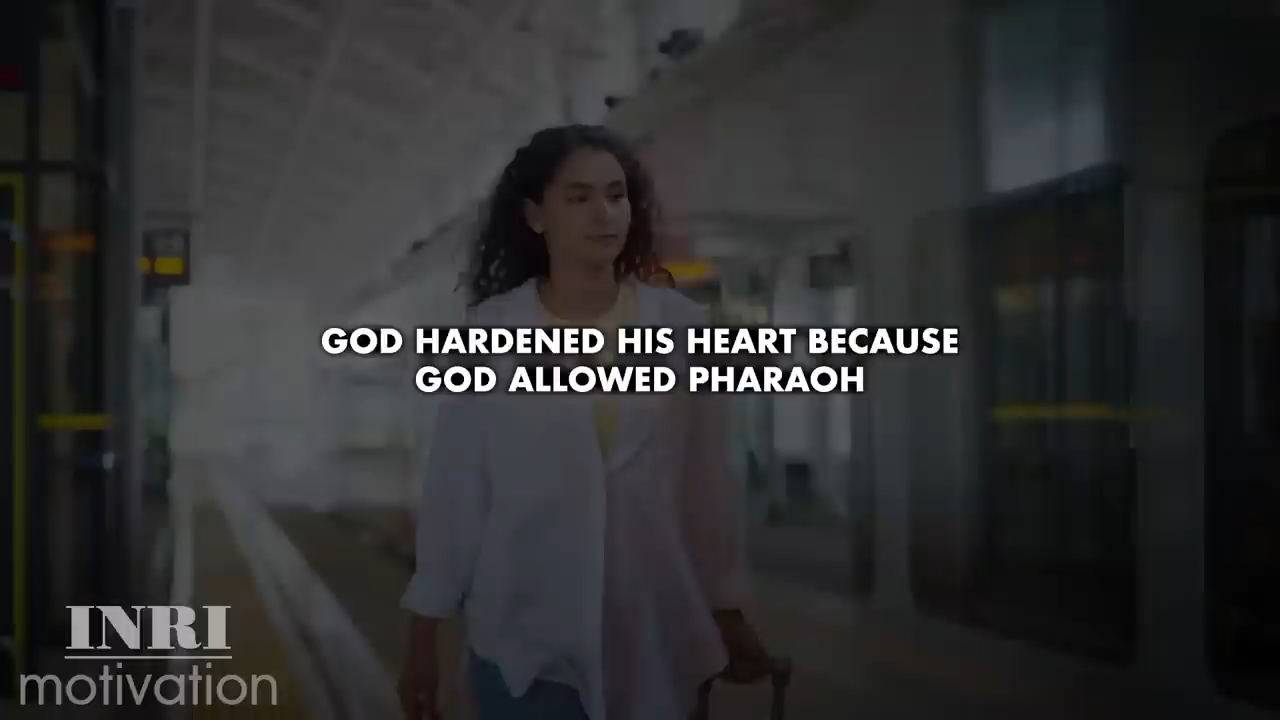 GOD HARDENED HIS HEART BECAUSE
GOD ALLOWED PHARAOH
INRI
motivation